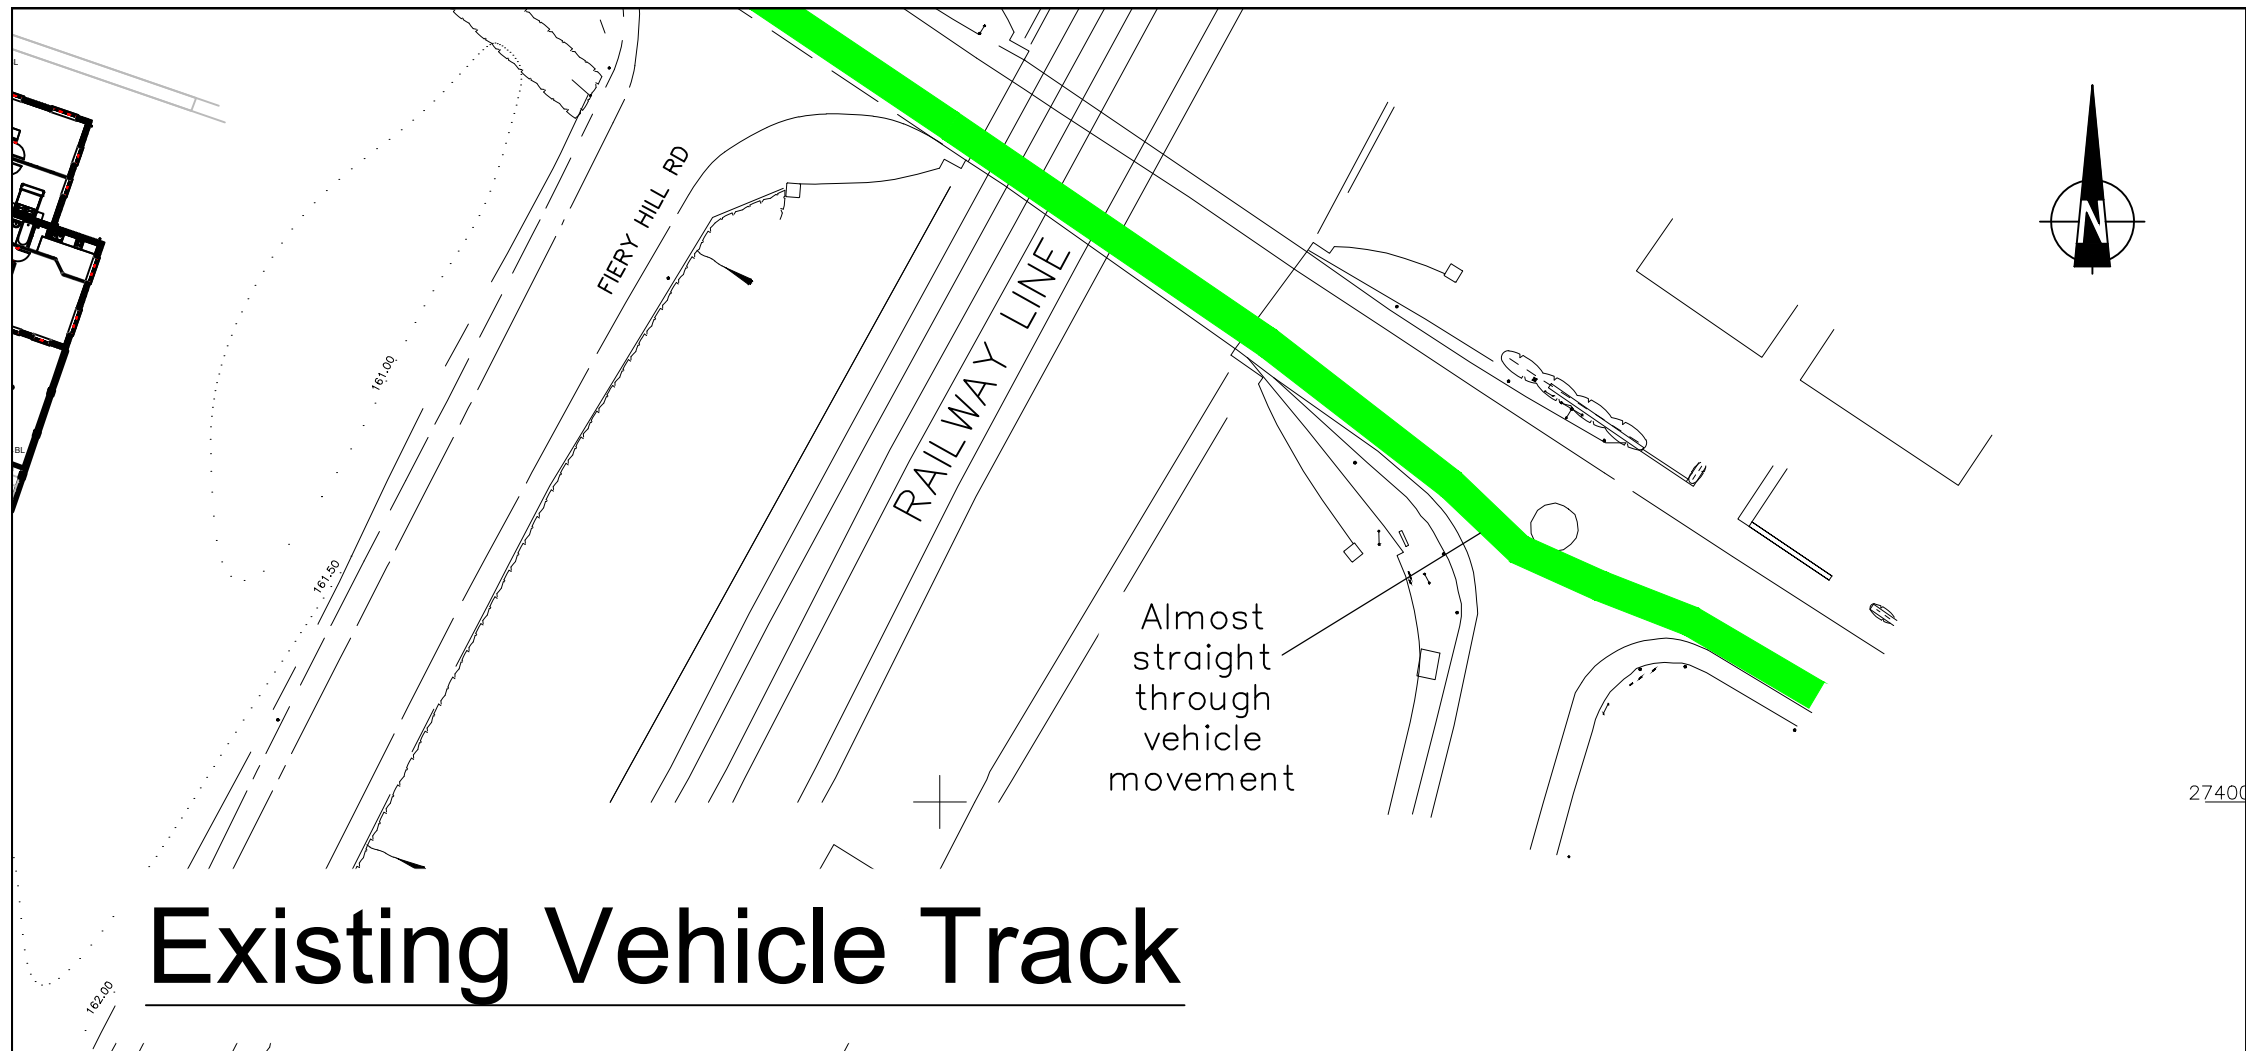 L
FIERY HILL RD
N
RAILWAY LINE
161.00
BL
161.50
Almost
straight
through
vehicle
movement
27400
Existing Vehicle Track
162.00